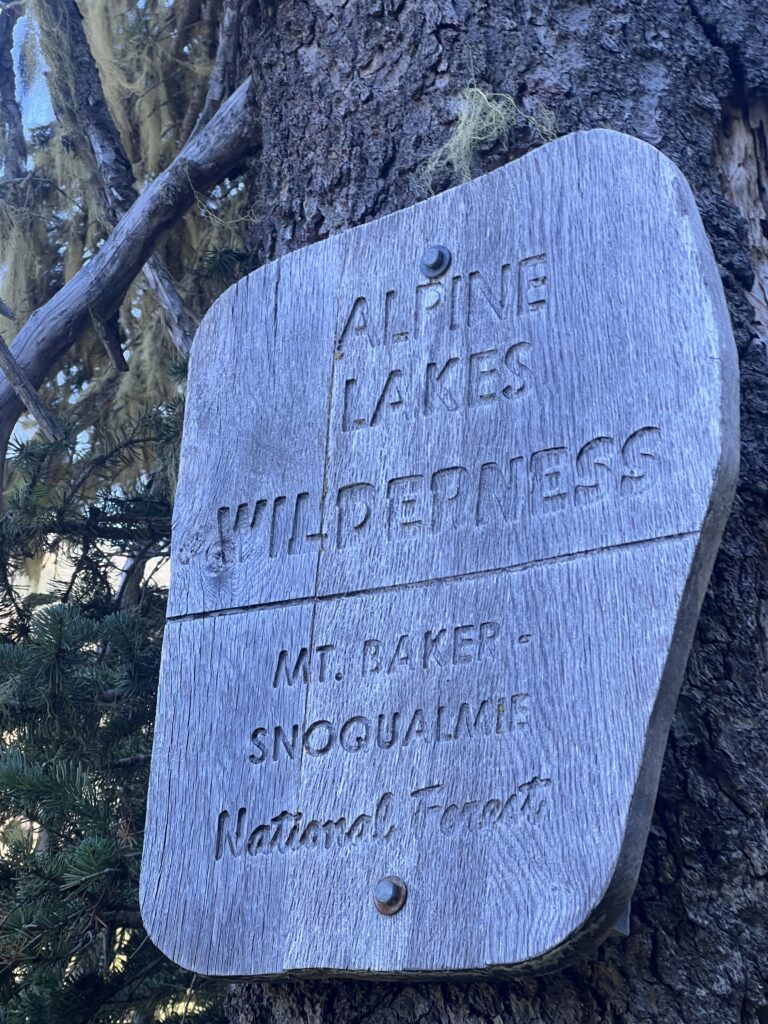 ALPINE
LAKES
WILDERNESS
MT. BAKER -
SNOQUALMIE
National Forest